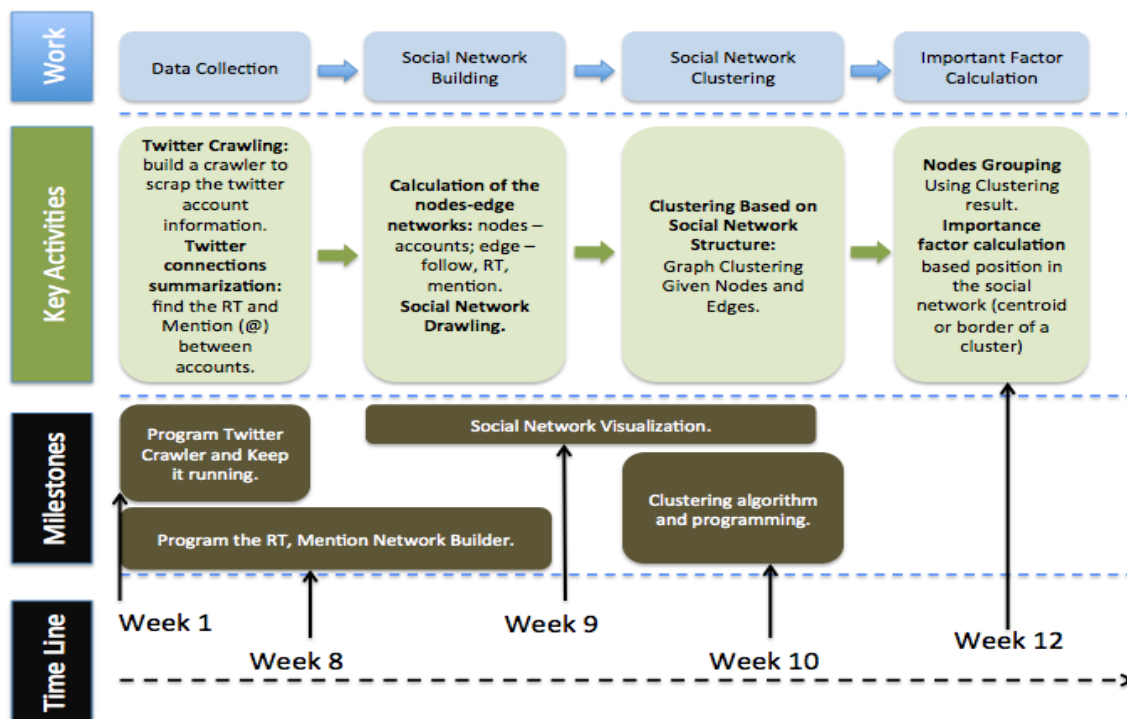 Work
Data Collection
Social Network
Building
Social Network
Clustering
Important Factor
Calculation
Key Activities
Twitter Crawling:
build a crawler to
scrap the twitter
account
information.
Twitter
connections
summarization:
find the RT and
Mention (@)
between
accounts.
Calculation of the
nodes-edge
networks: nodes –
accounts; edge –
follow, RT,
mention.
Social Network
Drawling.
Clustering Based on
Social Network
Structure:
Graph Clustering
Given Nodes and
Edges.
Nodes Grouping
Using Clustering
result.
Importance
factor calculation
based position in
the social
network (centroid
or border of a
cluster)
Milestones
Program Twitter
Crawler and Keep
it running.
Social Network Visualization.
Program the RT, Mention Network Builder.
Clustering algorithm
and programming.
Time Line
Week 1
Week 8
Week 9
Week 10
Week 12